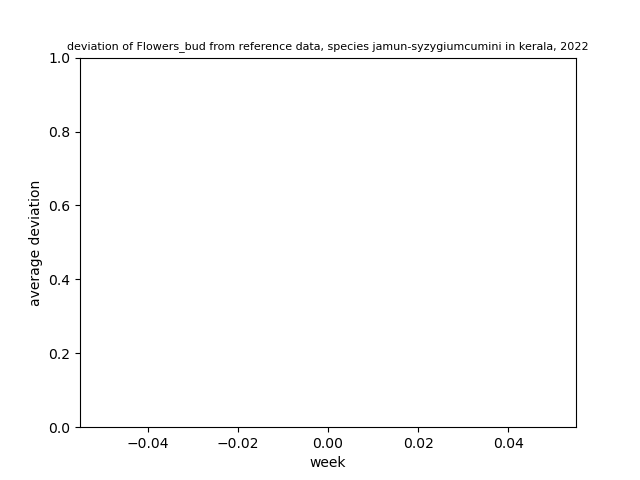 deviation of Flowers_bud from reference data, species jamun-syzygiumcumini in kerala, 2022
1.0
0.8
0.6
0.4
0.2
0.0
average deviation
−0.04 −0.02 0.00 0.02 0.04
week